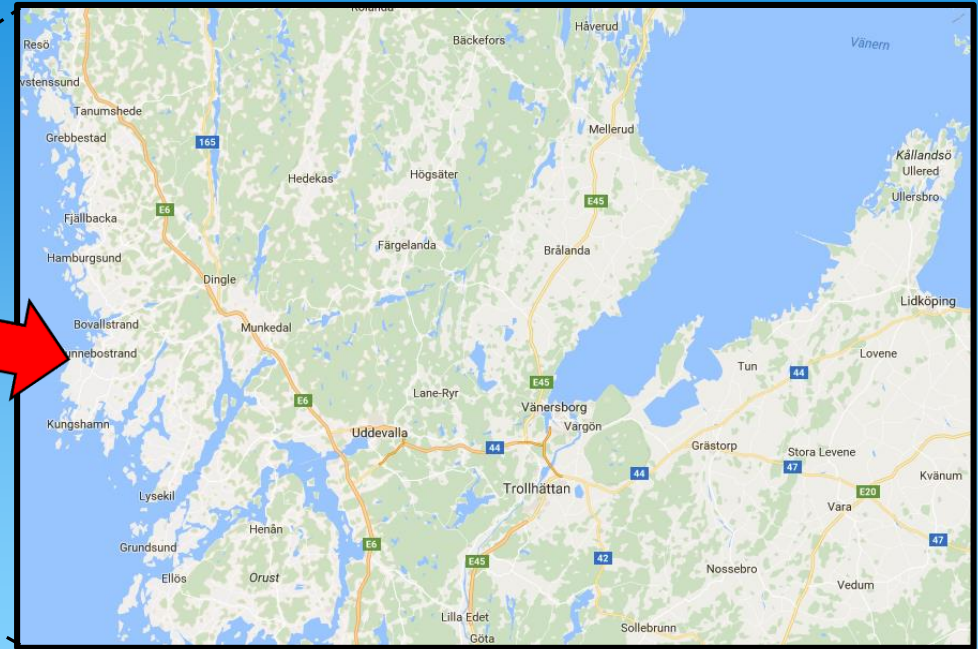 Håverud
Bäckefors
Vänern
Resö
Tanumshede
Mellerud
Grebbestad
165
Kållandsö
Ullered
Hedekas
Högsäter
Ullersbro
E45
E6
Fjällbacka
Färgelanda
Brålanda
Hamburgsund
Dingle
Lidköping
Bovallstrand
Munkedal
Lovene
Tun
44
E45
Lane-Ryr
E6
Vänersborg
Kungshamn
Vargön
Uddevalla
44
Grästorp
Stora Levene
47
44
Kvänum
Trollhättan
E20
Lysekil
Vara
Henån
47
Grundsund
E6
E45
42
Nossebro
Ellös
Orust
Vedum
Lilla Edet
Sollebrunn
Göta